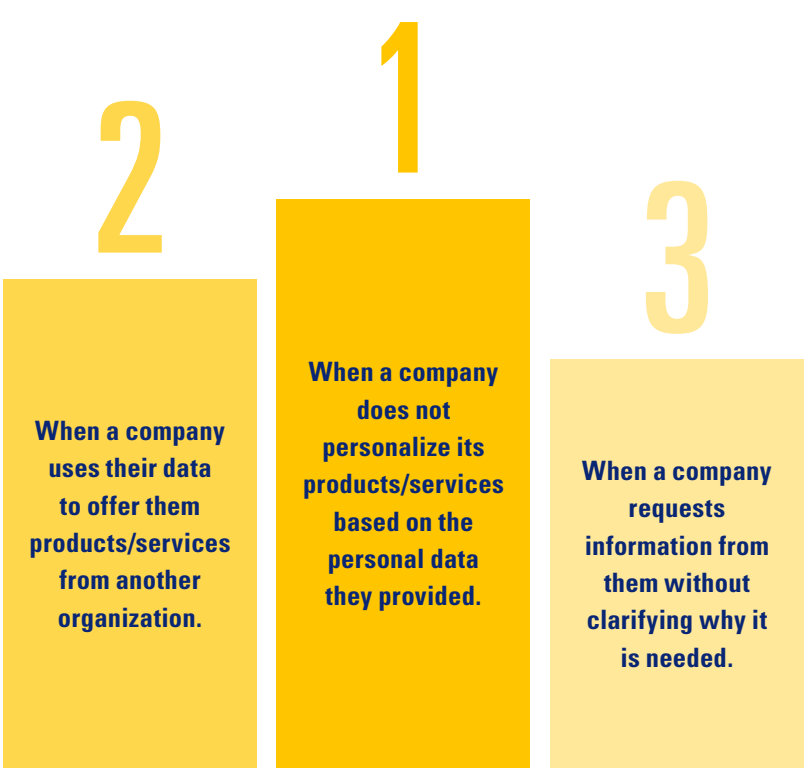 2
When a company
uses their data
to offer them
products/services
from another
organization.
1
When a company
does not
personalize its
products/services
based on the
personal data
they provided.
3
When a company
requests
information from
them without
clarifying why it
is needed.